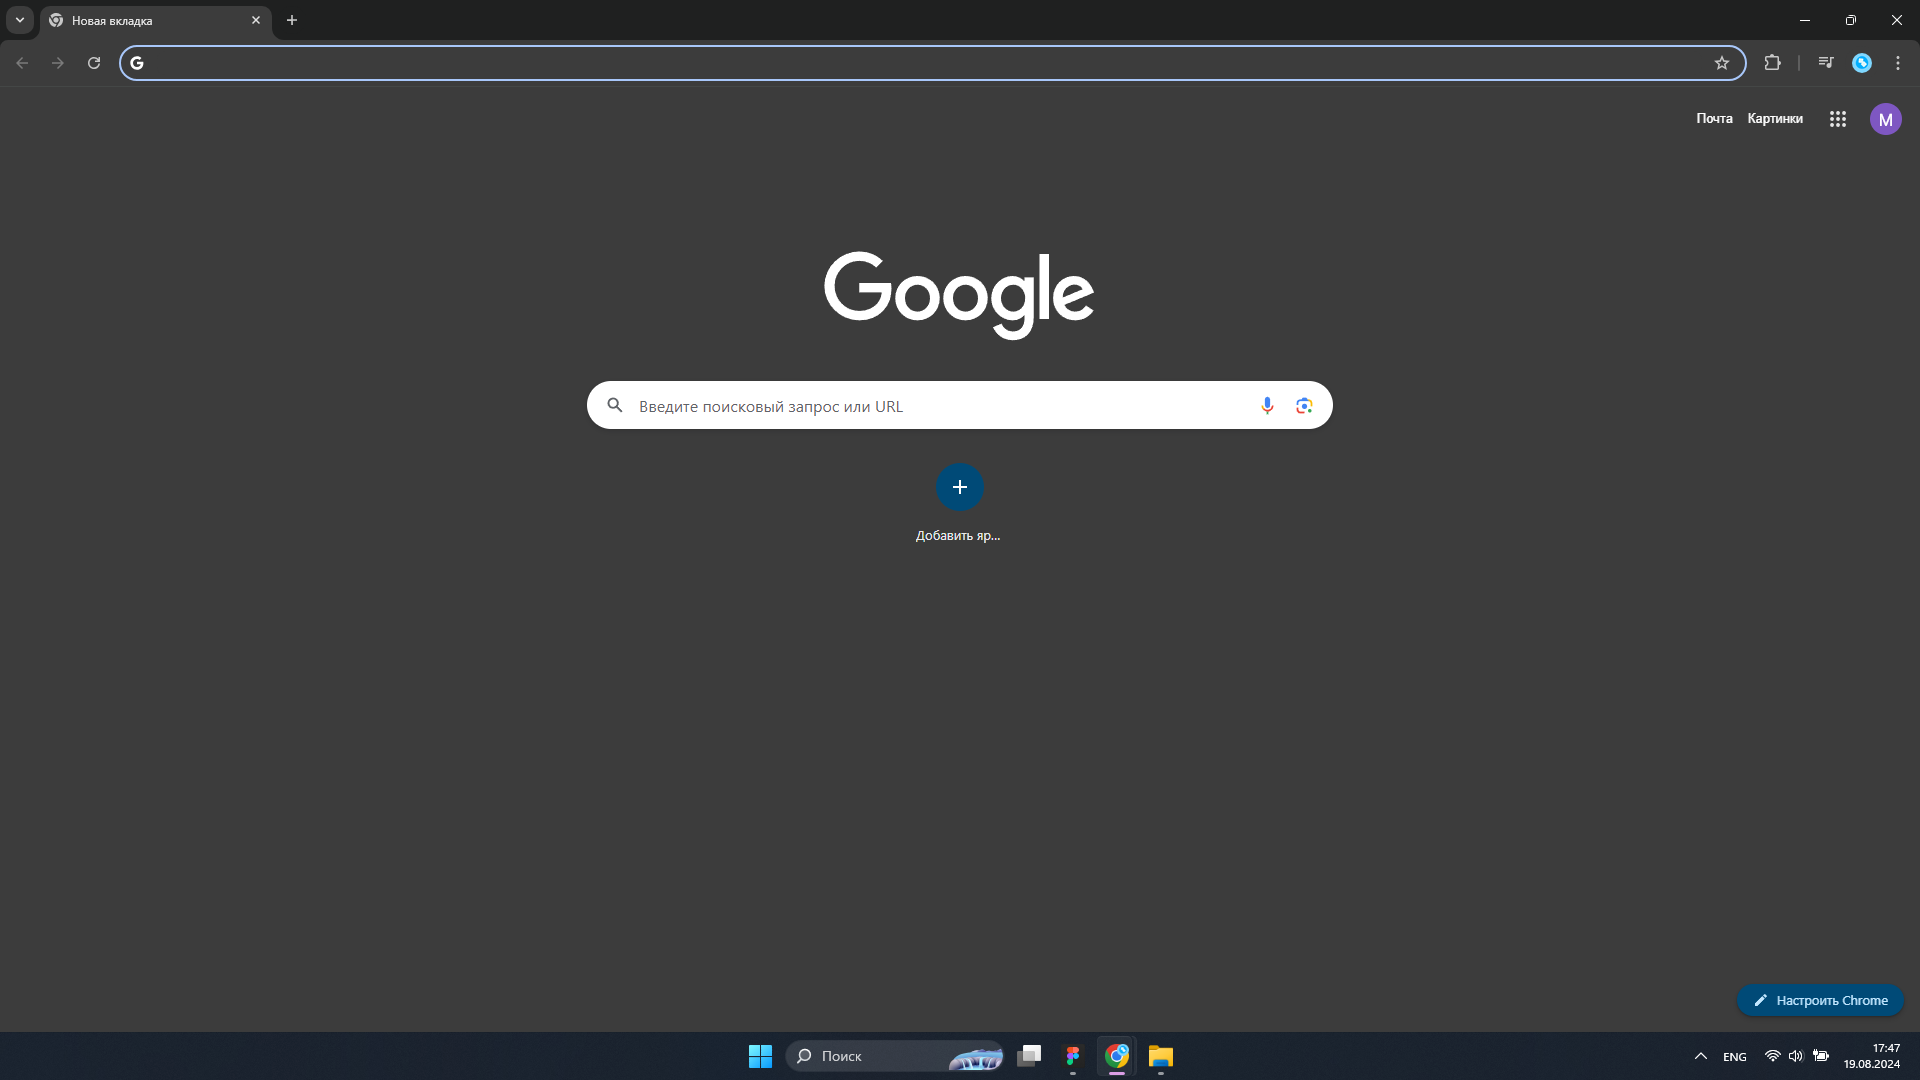 Новая вкладка
Почта Картинки
M
Google
Введите поисковый запрос или URL
Добавить яр...
Настроить Chrome
Поиск
ENG
17:47
19.08.2024